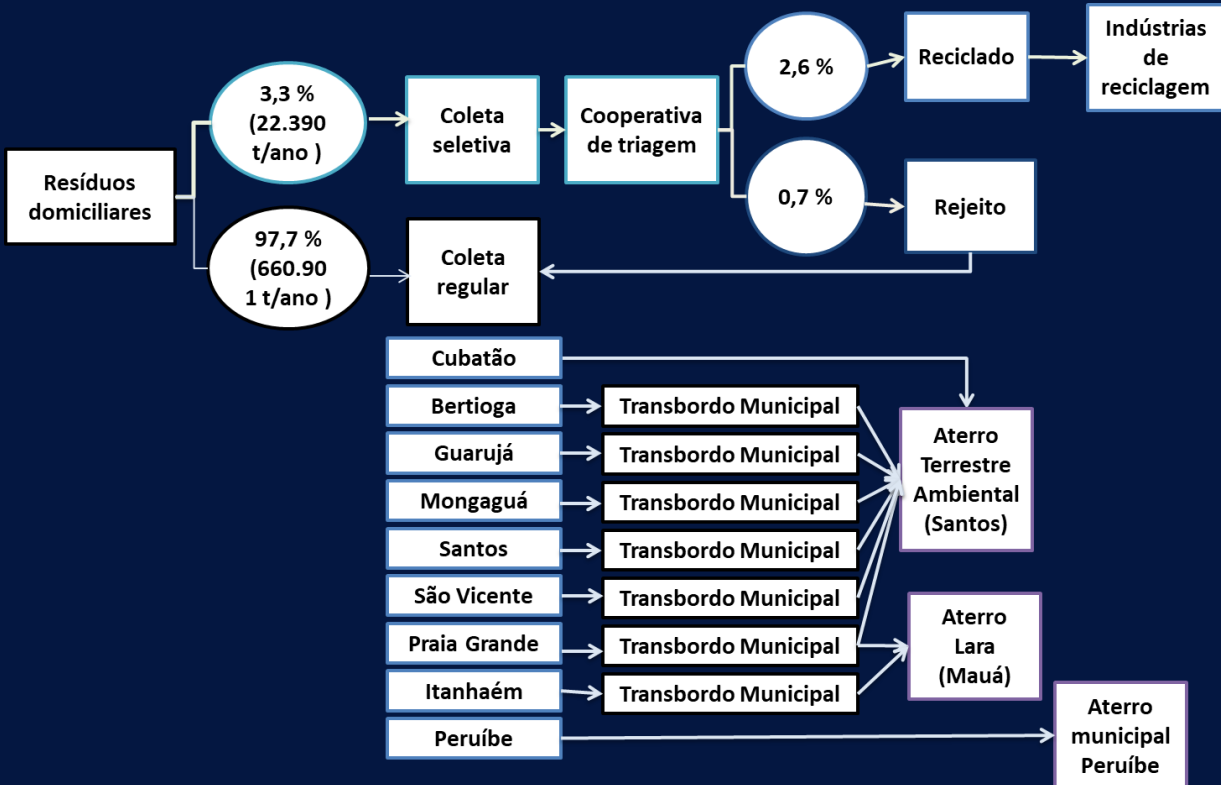 Resíduos
domiciliares
3,3 %
(22.390
t/ano )
Coleta
seletiva
Cooperativa
de triagem
2,6 %
Reciclado
Indústrias
de
reciclagem
0,7 %
Rejeito
97,7 %
(660.90
1 t/ano )
Coleta
regular
Cubatão
Bertioga
Transbordo Municipal
Guarujá
Transbordo Municipal
Mongaguá
Transbordo Municipal
Santos
Transbordo Municipal
São Vicente
Transbordo Municipal
Praia Grande
Transbordo Municipal
Itanhaém
Transbordo Municipal
Peruíbe
Aterro
Terrestre
Ambiental
(Santos)
Aterro
Lara
(Mauá)
Aterro
municipal
Peruíbe